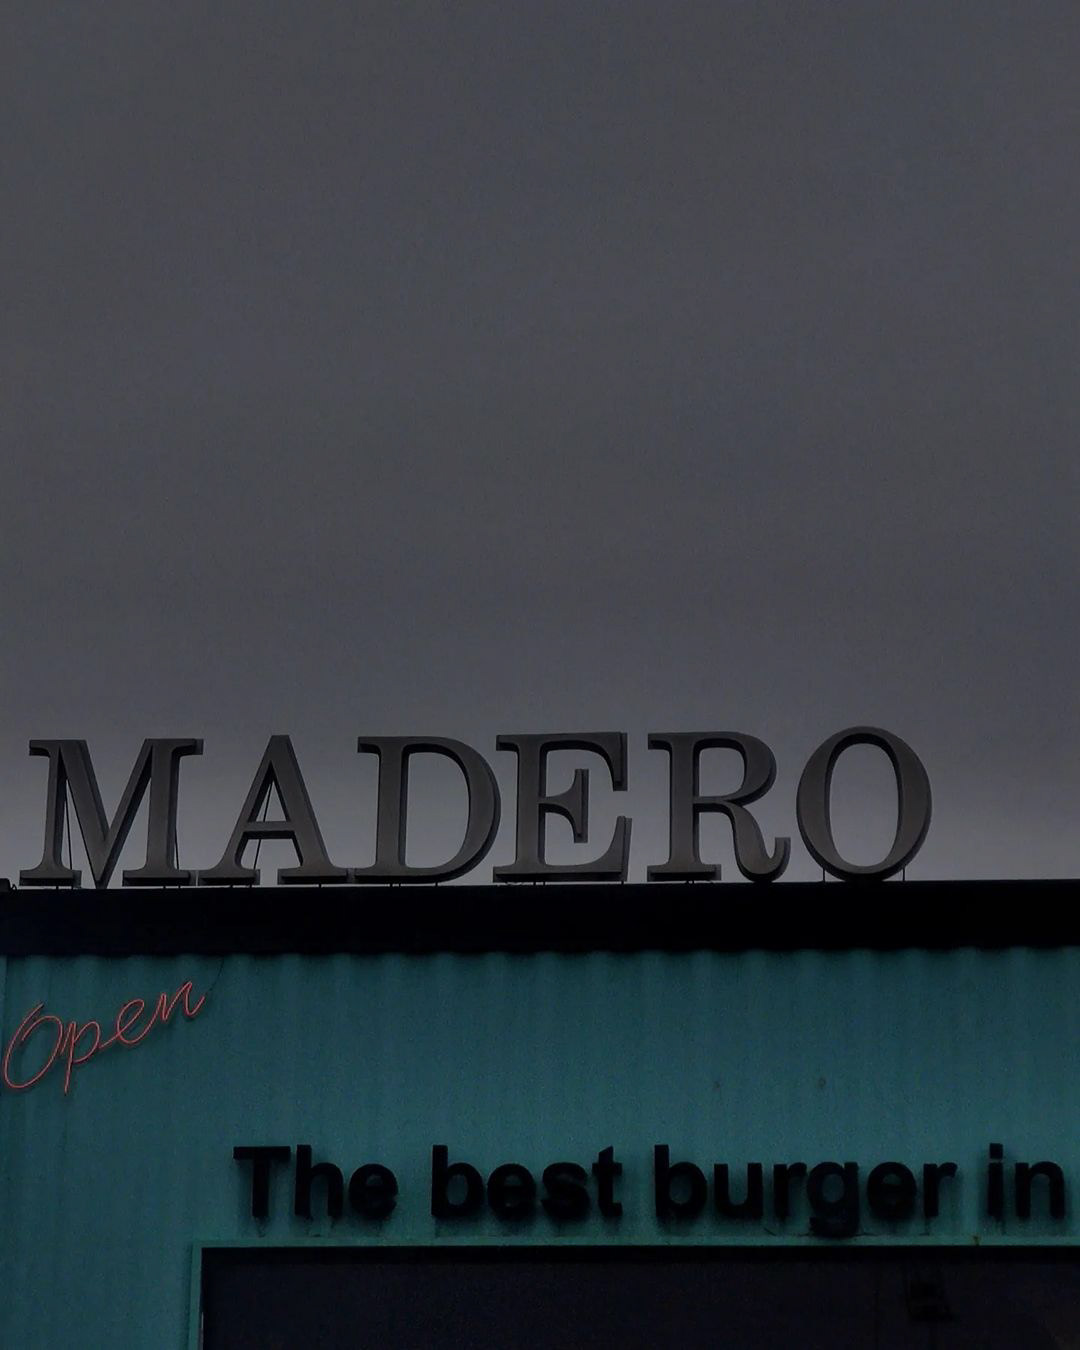 MADERO
Open
The best burger in